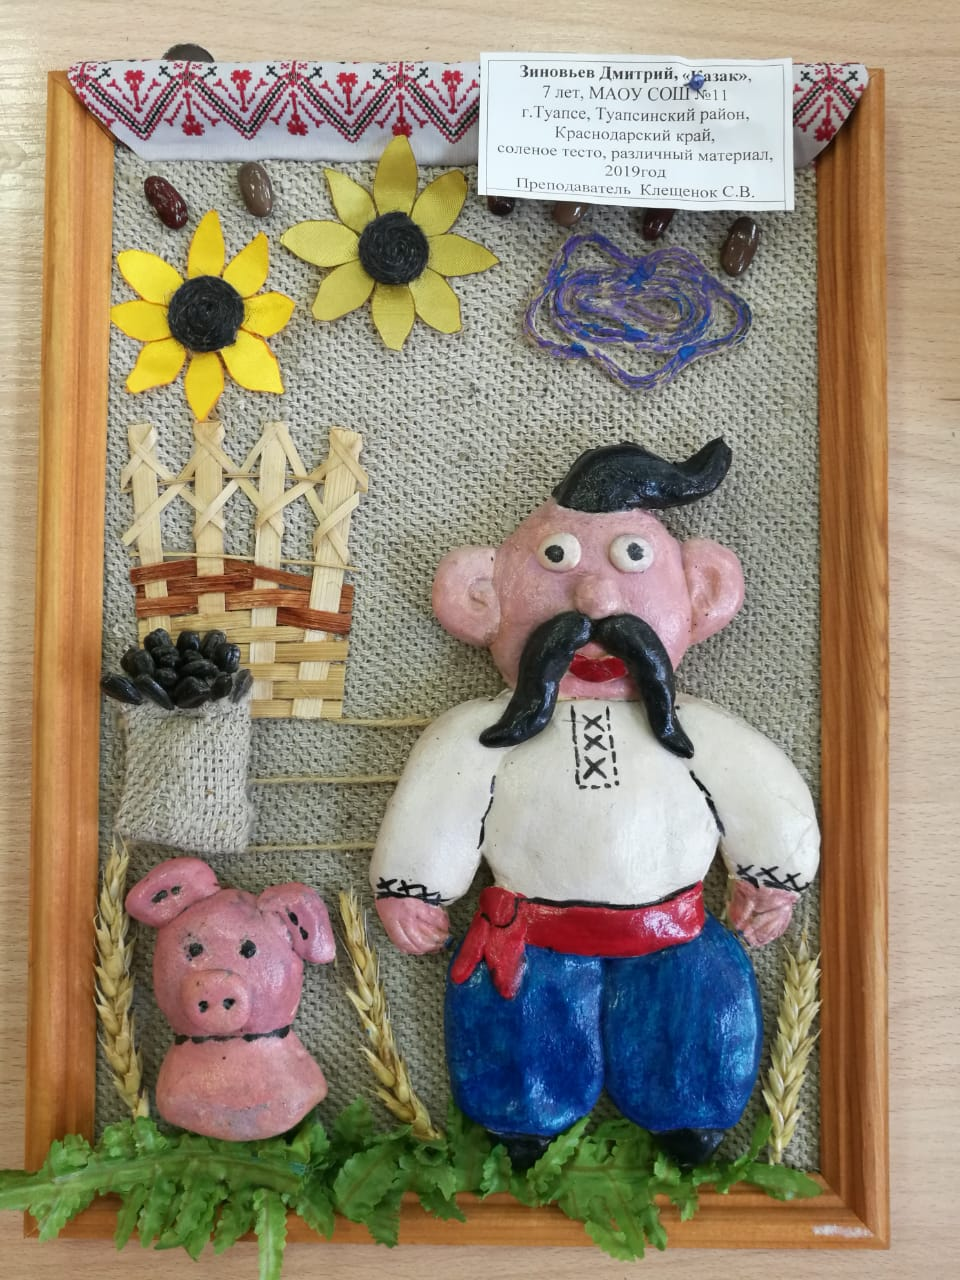 Зиновьев Дмитрий, «Казак»,
7 лет, МАОУ СОШ №11
г.Туапсе, Туапсинский район,
Краснодарский край,
соленое тесто, различный материал,
2019год
Преподаватель Клещенок С.В.